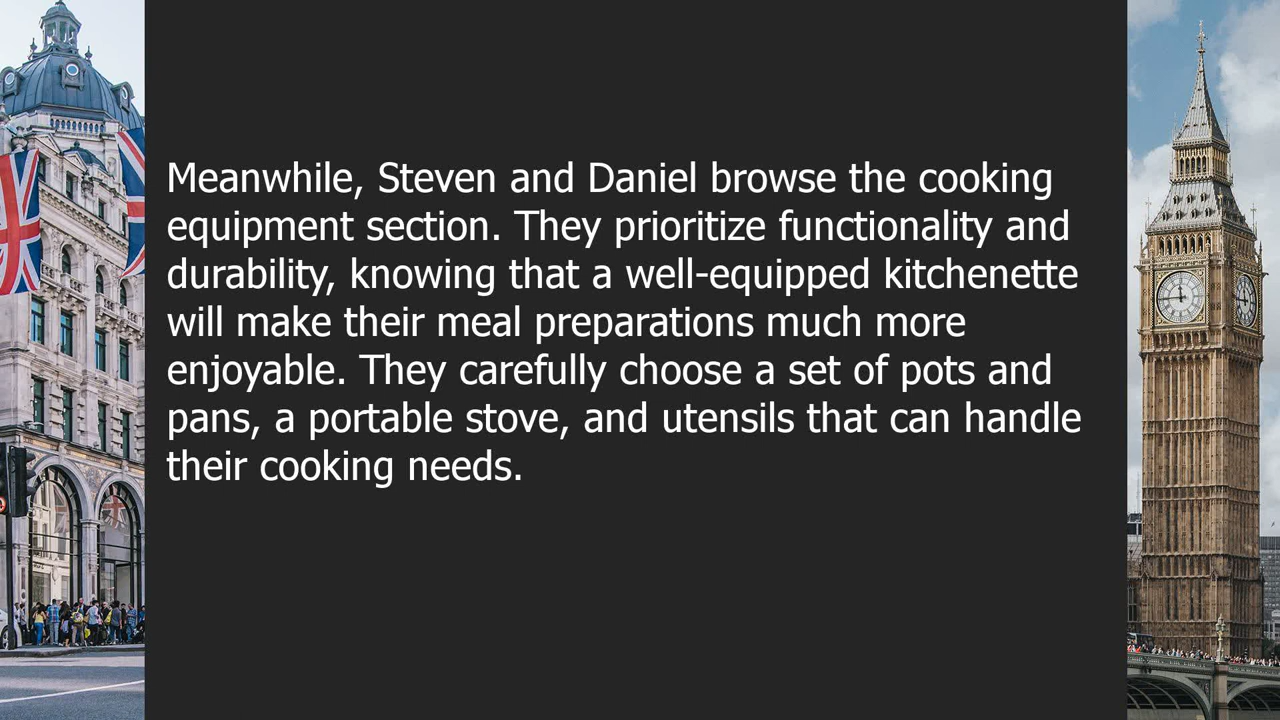 Meanwhile, Steven and Daniel browse the cooking
equipment section. They prioritize functionality and
durability, knowing that a well-equipped kitchenette
will make their meal preparations much more
enjoyable. They carefully choose a set of pots and
pans, a portable stove, and utensils that can handle
their cooking needs.